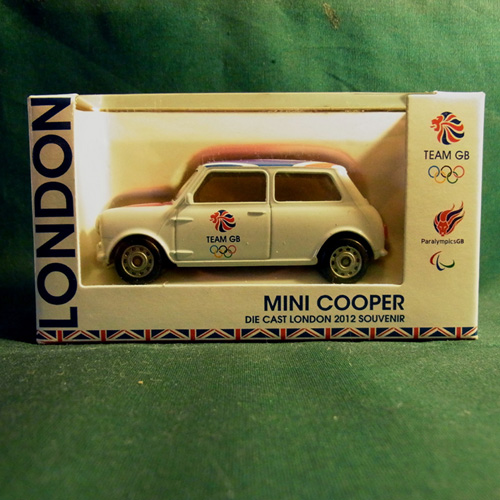 LONDON
TEAM GB
TEAM GB
ParalympicsGB
MINI COOPER
DIE CAST LONDON 2012 SOUVENIR